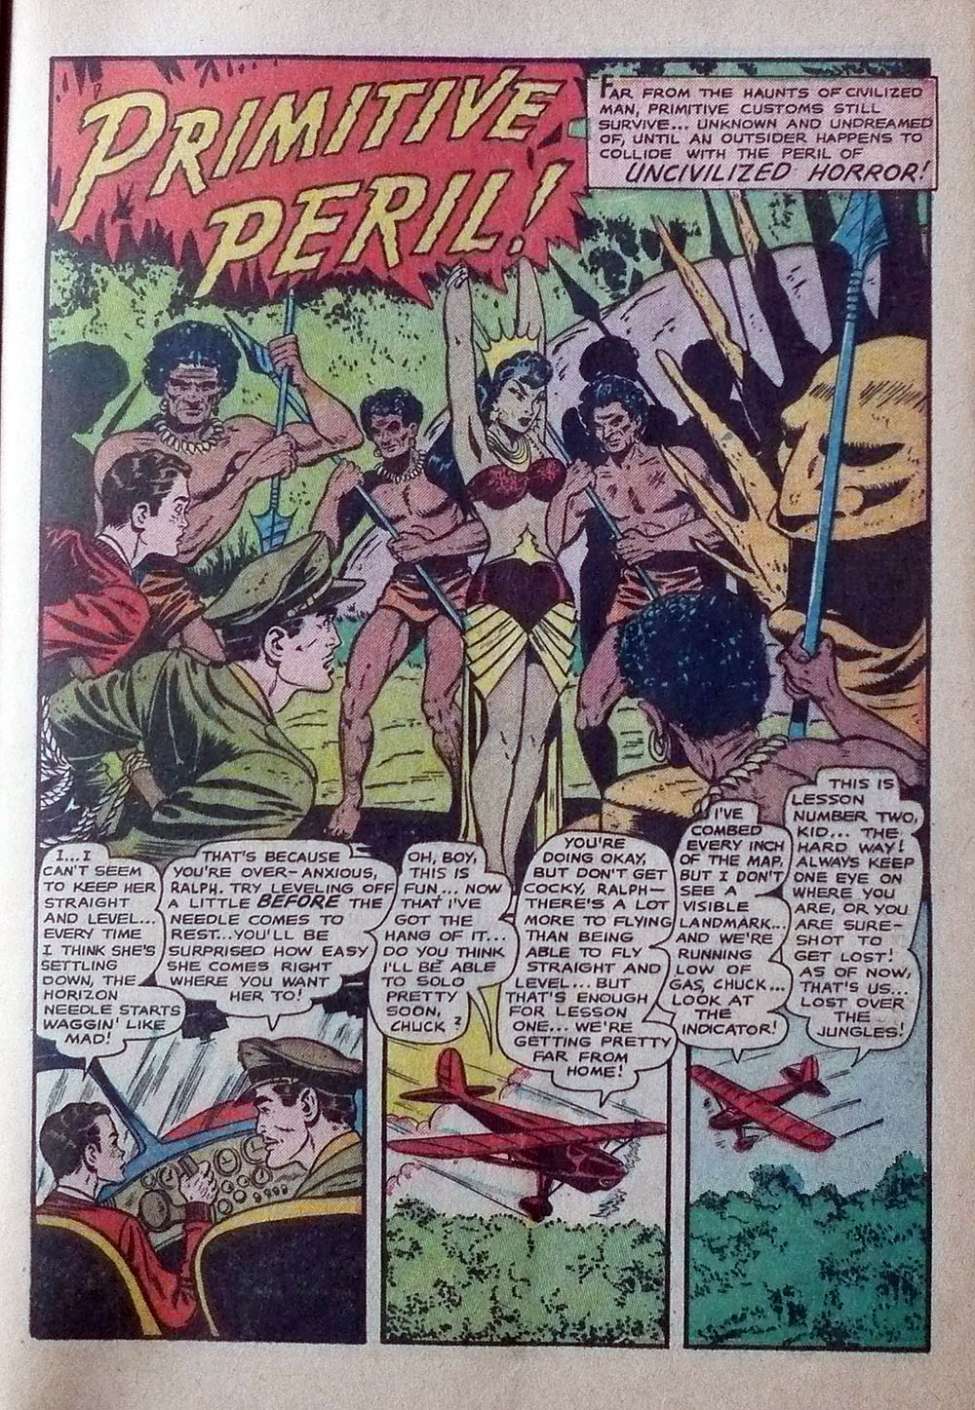 PRIMITIVE
PERIL!
FAR FROM THE HAUNTS OF CIVILIZED
MAN, PRIMITIVE CUSTOMS STILL
SURVIVE... UNKNOWN AND UNDREAMED
OF, UNTIL AN OUTSIDER HAPPENS TO
COLLIDE WITH THE PERIL OF
UNCIVILIZED HORROR!
I...I
CAN'T SEEM
TO KEEP HER
STRAIGHT
AND LEVEL...
EVERY TIME
I THINK SHE'S
SETTLING
DOWN, THE
HORIZON
NEEDLE STARTS
WAGGIN' LIKE
MAD!
THAT'S BECAUSE
YOU'RE OVER-ANXIOUS,
RALPH. TRY LEVELING OFF
A LITTLE BEFORE THE
NEEDLE COMES TO
REST...YOU'LL BE
SURPRISED HOW EASY
SHE COMES RIGHT
WHERE YOU WANT
HER TO!
OH, BOY,
THIS IS
FUN... NOW
THAT I'VE
GOT THE
HANG OF IT...
DO YOU THINK
I'LL BE ABLE
TO SOLO
PRETTY
SOON,
CHUCK?
YOU'RE
DOING OKAY,
BUT DON'T GET
COCKY, RALPH—
THERE'S A LOT
MORE TO FLYING
THAN BEING
ABLE TO FLY
STRAIGHT AND
LEVEL... BUT
THAT'S ENOUGH
FOR LESSON
ONE... WE'RE
GETTING PRETTY
FAR FROM
HOME!
I'VE
COMBED
EVERY INCH
OF THE MAP,
BUT I DON'T
SEE A
VISIBLE
LANDMARK...
AND WE'RE
RUNNING
LOW OF
GAS, CHUCK...
LOOK AT
THE
INDICATOR!
THIS IS
LESSON
NUMBER TWO,
KID... THE
HARD WAY!
ALWAYS KEEP
ONE EYE ON
WHERE YOU
ARE, OR YOU
ARE SURE-
SHOT TO
GET LOST!
AS OF NOW,
THAT'S US...
LOST OVER
THE
JUNGLES!